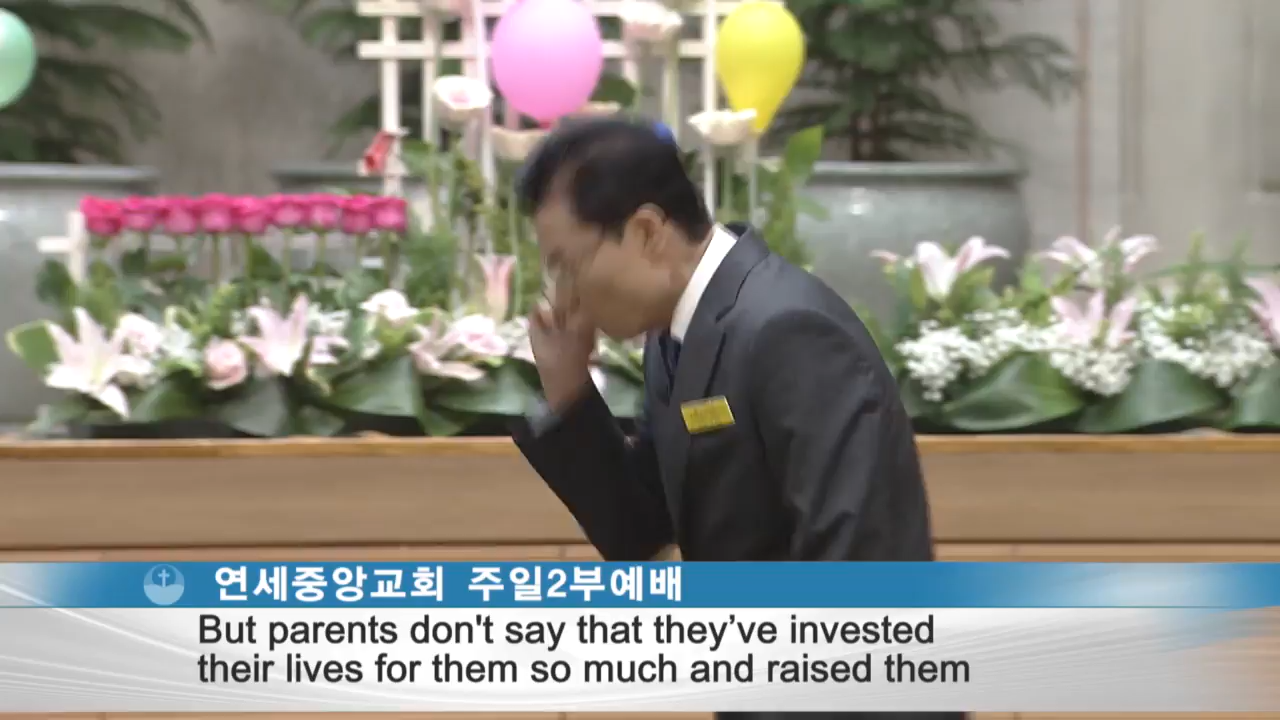 연세중앙교회 주일2부예배
But parents don't say that they’ve invested
their lives for them so much and raised them